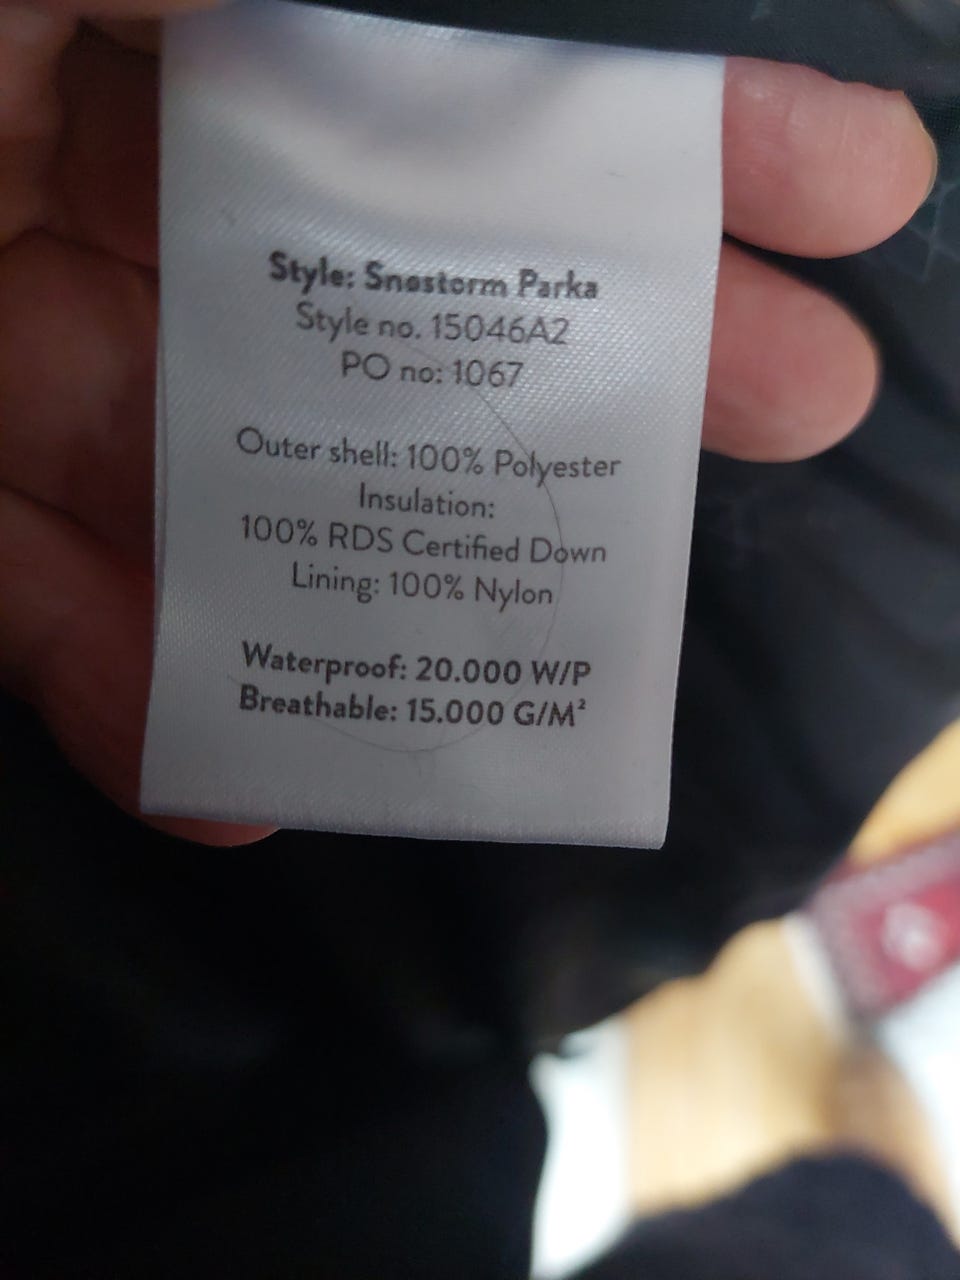 Style: Snøstorm Parka
Style no. 15046A2
PO no: 1067
Outer shell: 100% Polyester
Insulation:
100% RDS Certified Down
Lining: 100% Nylon
Waterproof: 20.000 W/P
Breathable: 15.000 G/M²